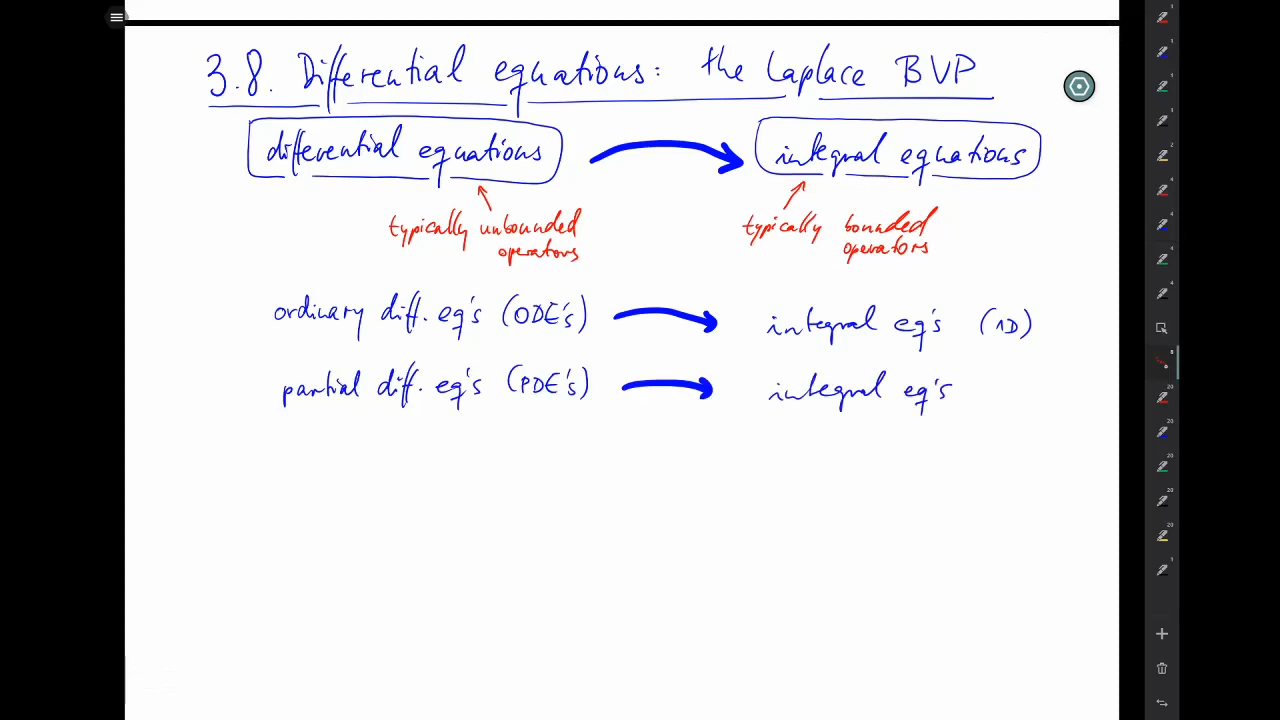 3.8. Differential equations: the Laplace BVP
differential equations
integral equations
typically unbounded
operators
typically bounded
operators
ordinary diff. eq's (ODE's)
integral eq's (1D)
partial diff. eq's (PDE's)
integral eq's